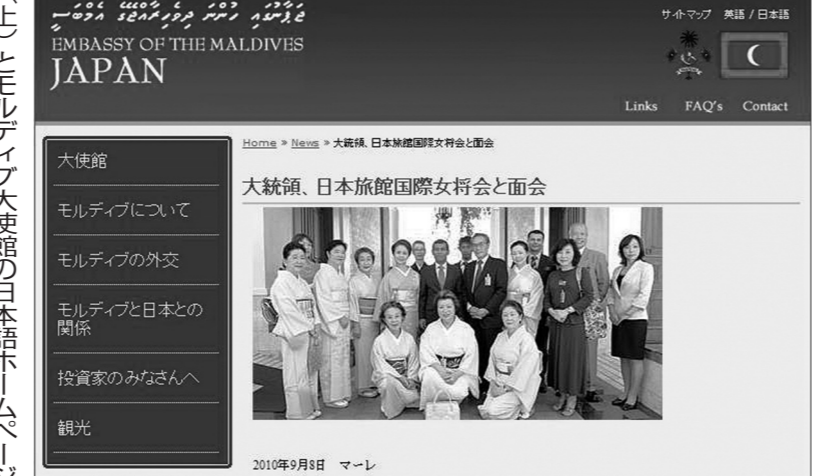 上）とモルディブ大使館の日本語ホームページ
EMBASSY OF THE MALDIVES
JAPAN
サイトマップ 英語 / 日本語
Links FAQ's Contact
大使館
モルディブについて
モルディブの外交
モルディブと日本との
関係
投資家のみなさんへ
観光
Home » News » 大統領、日本旅館国際女将会と面会
大統領、日本旅館国際女将会と面会
2010年9月8日 マーレ